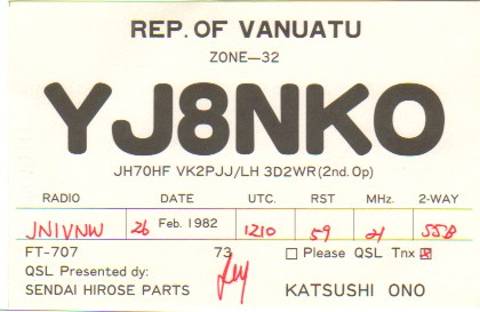 REP. OF VANUATU
ZONE—32
YJ8NKO
JH70HF VK2PJJ/LH 3D2WR (2nd. Op)
RADIO DATE UTC. RST MHz. 2-WAY
JN1VNW 26 Feb. 1982 1210 59 21 SSB
FT-707 73 ☐ Please QSL Tnx ☒
QSL Presented dy:
SENDAI HIROSE PARTS KATSUSHI ONO